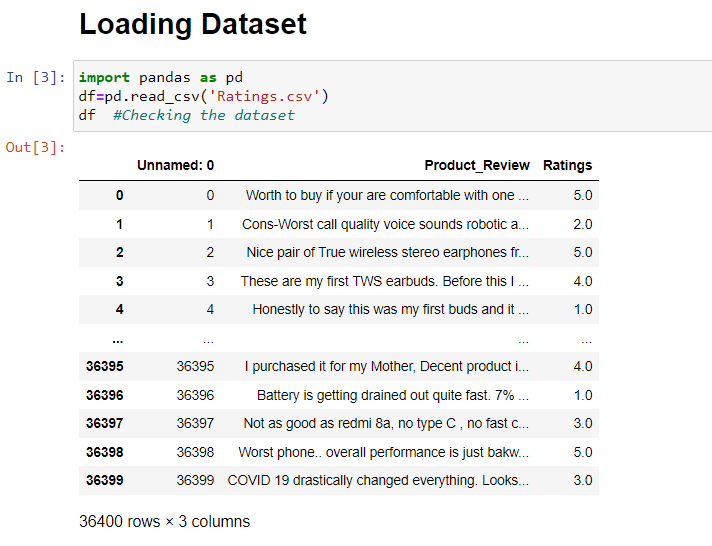 Loading Dataset
In [3]: import pandas as pd
df=pd.read_csv('Ratings.csv')
df #Checking the dataset
Out[3]:
Unnamed: 0 Product_Review Ratings
0 0 Worth to buy if your are comfortable with one ... 5.0
1 1 Cons-Worst call quality voice sounds robotic a... 2.0
2 2 Nice pair of True wireless stereo earphones fr... 5.0
3 3 These are my first TWS earbuds. Before this I ... 4.0
4 4 Honestly to say this was my first buds and it ... 1.0
... ... ... ...
36395 36395 I purchased it for my Mother, Decent product i... 4.0
36396 36396 Battery is getting drained out quite fast. 7% ... 1.0
36397 36397 Not as good as redmi 8a, no type C , no fast c... 3.0
36398 36398 Worst phone.. overall performance is just bakw... 5.0
36399 36399 COVID 19 drastically changed everything. Looks... 3.0
36400 rows × 3 columns